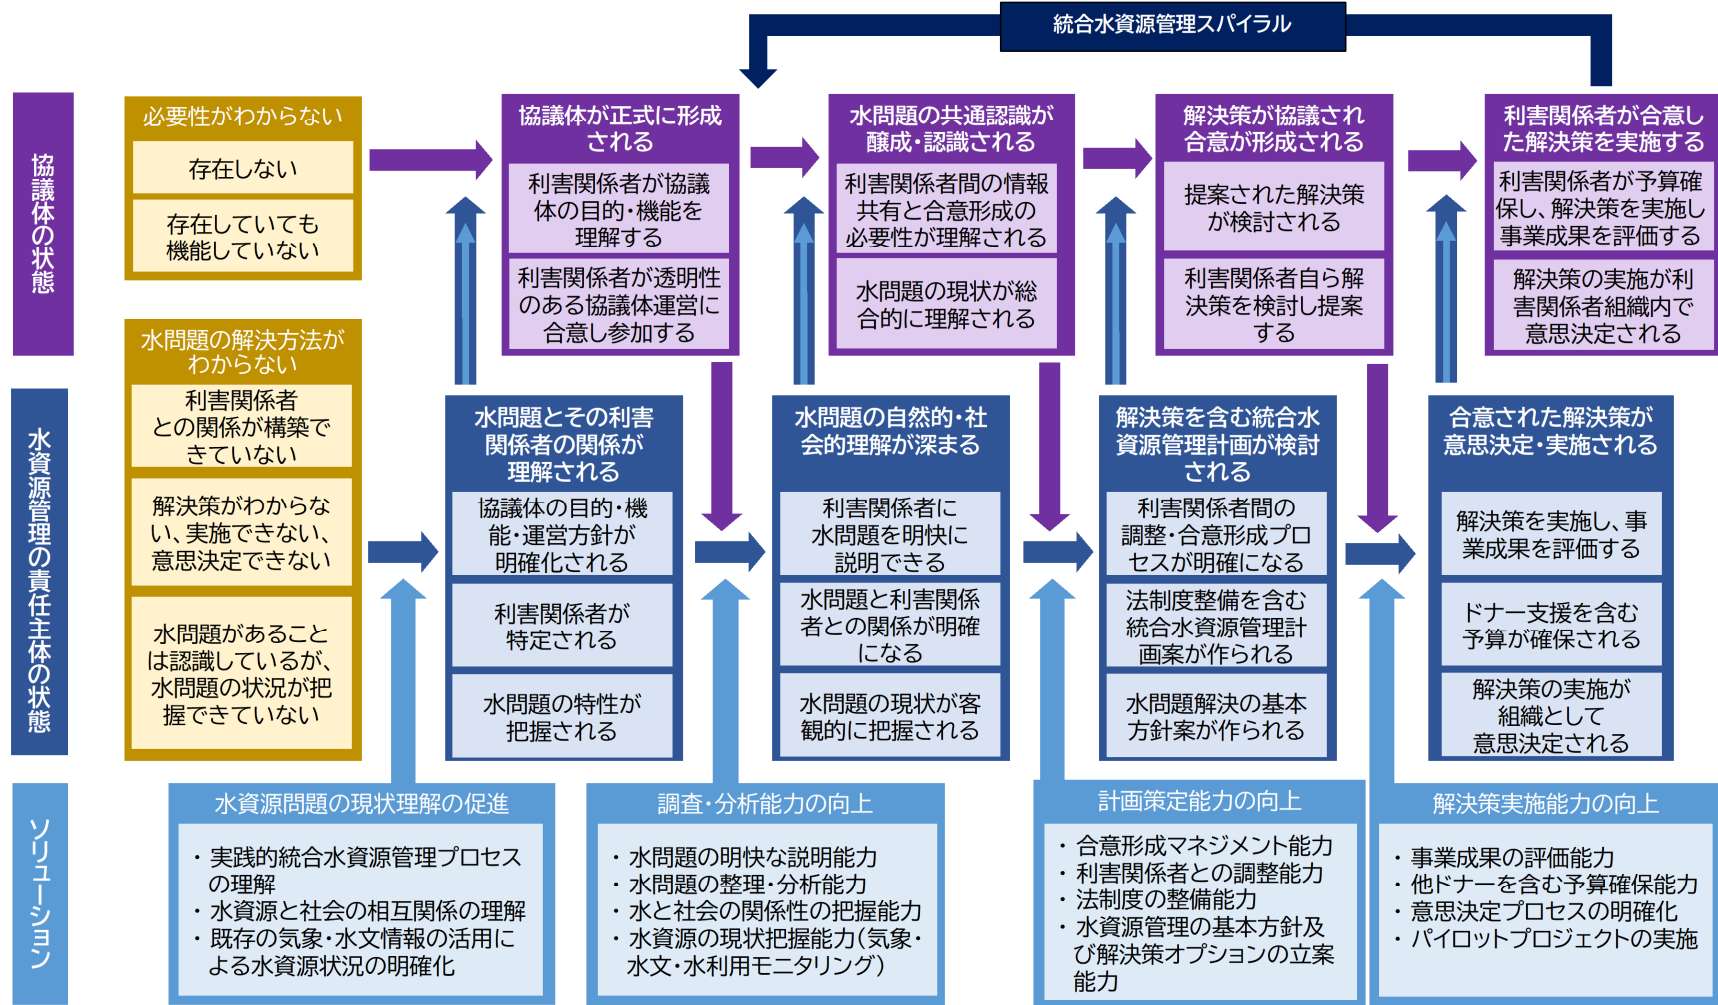 統合水資源管理スパイラル
協議体の状態
必要性がわからない
存在しない
存在していても
機能していない
協議体が正式に形成
される
利害関係者が協議
体の目的・機能を
理解する
利害関係者が透明性
のある協議体運営に
合意し参加する
水問題の共通認識が
醸成・認識される
利害関係者間の情報
共有と合意形成の
必要性が理解される
水問題の現状が総
合的に理解される
解決策が協議され
合意が形成される
提案された解決策
が検討される
利害関係者自ら解
決策を検討し提案
する
利害関係者が合意し
た解決策を実施する
利害関係者が予算確
保し、解決策を実施し
事業成果を評価する
解決策の実施が利
害関係者組織内で
意思決定される
水資源管理の責任主体の状態
水問題の解決方法が
わからない
利害関係者
との関係が構築で
きていない
解決策がわからな
い、実施できない、
意思決定できない
水問題があること
は認識しているが、
水問題の状況が把
握できていない
水問題とその利害
関係者の関係が
理解される
協議体の目的・機
能・運営方針が
明確化される
利害関係者が
特定される
水問題の特性が
把握される
水問題の自然的・社
会的理解が深まる
利害関係者に
水問題を明快に
説明できる
水問題と利害関係
者との関係が明確
になる
水問題の現状が客
観的に把握される
解決策を含む統合水
資源管理計画が検討
される
利害関係者間の
調整・合意形成プロ
セスが明確になる
法制度整備を含む
統合水資源管理計
画案が作られる
水問題解決の基本
方針案が作られる
合意された解決策が
意思決定・実施される
解決策を実施し、事
業成果を評価する
ドナー支援を含む
予算が確保される
解決策の実施が
組織として
意思決定される
ソリューション
水資源問題の現状理解の促進
・実践的統合水資源管理プロセス
の理解
・水資源と社会の相互関係の理解
・既存の気象・水文情報の活用に
よる水資源状況の明確化
調査・分析能力の向上
・水問題の明快な説明能力
・水問題の整理・分析能力
・水と社会の関係性の把握能力
・水資源の現状把握能力（気象・
水文・水利用モニタリング）
計画策定能力の向上
・合意形成マネジメント能力
・利害関係者との調整能力
・法制度の整備能力
・水資源管理の基本方針及
び解決策オプションの立案
能力
解決策実施能力の向上
・事業成果の評価能力
・他ドナーを含む予算確保能力
・意思決定プロセスの明確化
・パイロットプロジェクトの実施